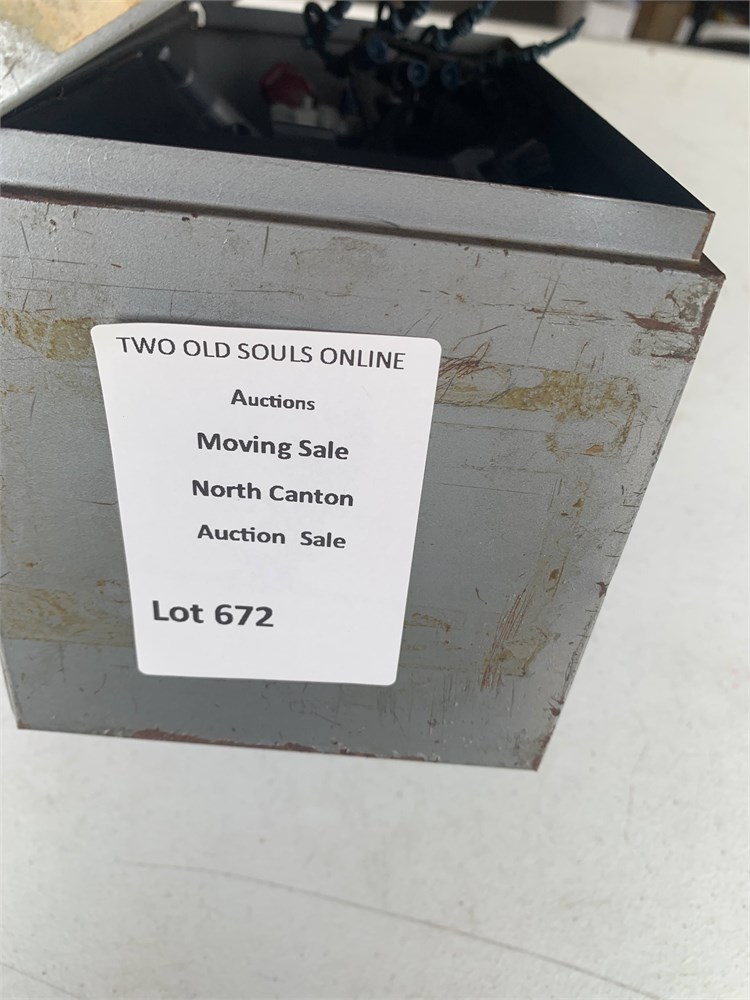 TWO OLD SOULS ONLINE
Auctions
Moving Sale
North Canton
Auction Sale
Lot 672